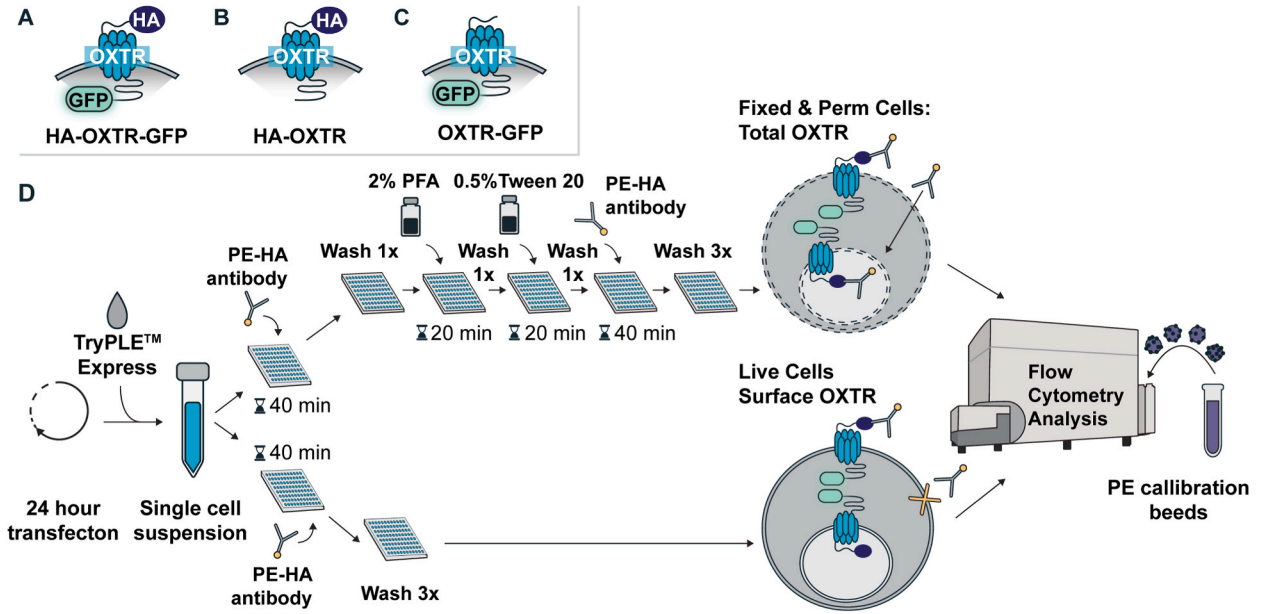 A
HA
OXTR
GFP
HA-OXTR-GFP
B
HA
OXTR
HA-OXTR
C
OXTR
GFP
OXTR-GFP
D
24 hour
transfecton
TryPLE™
Express
Single cell
suspension
PE-HA
antibody
40 min
Wash 1x
2% PFA
20 min
Wash
1x
0.5%Tween 20
20 min
Wash
1x
PE-HA
antibody
40 min
Wash 3x
Fixed & Perm Cells:
Total OXTR
40 min
PE-HA
antibody
Wash 3x
Live Cells
Surface OXTR
Flow
Cytometry
Analysis
PE callibration
beeds